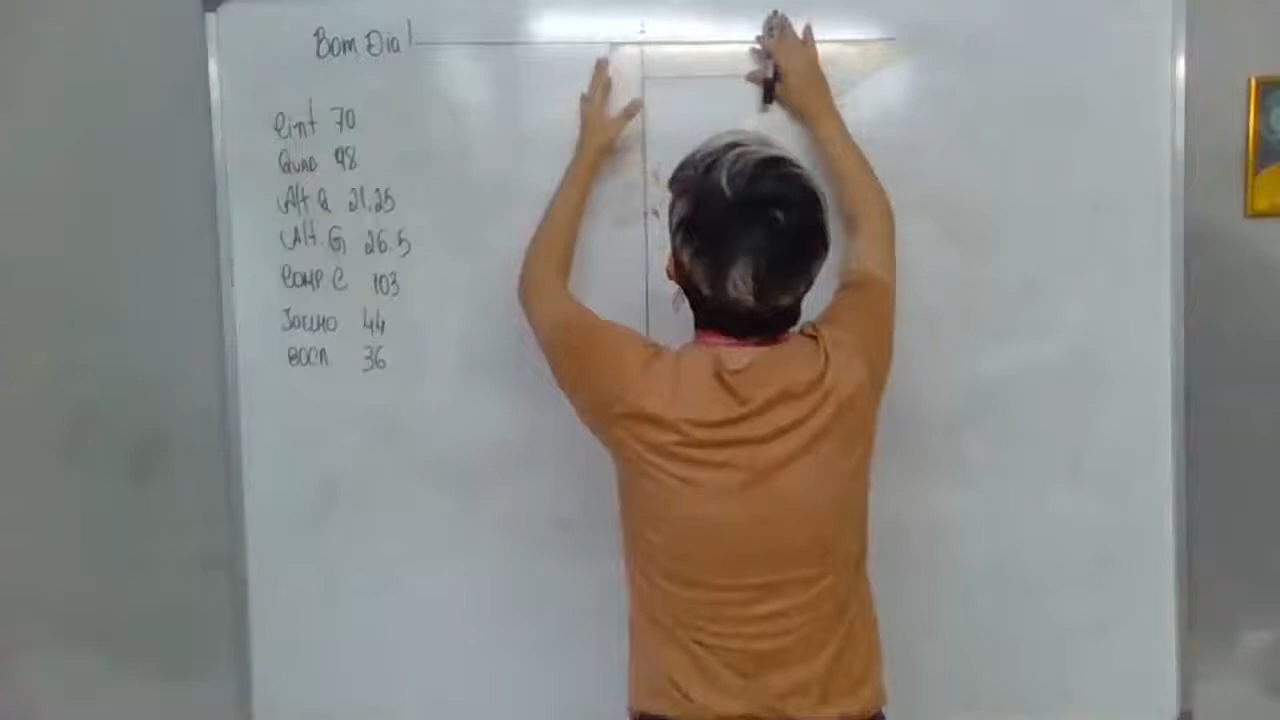 Bom Dia!
Cint 70
QUAD 98
Alt Q 21,25
Alt. G 26.5
COMP C 103
JOELHO 44
BOCA 36